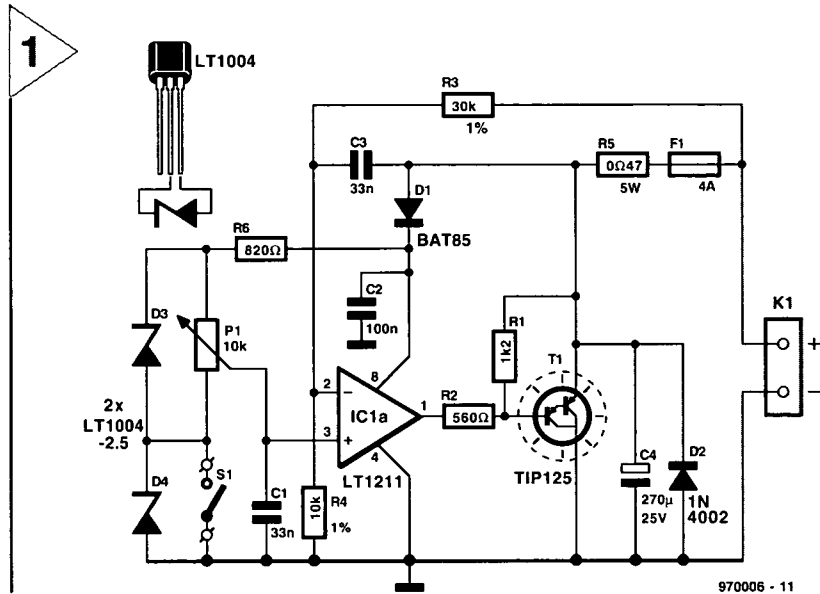 1
LT1004
R3
30k
1%
C3
33n
R5
0Ω47
5W
F1
4A
D1
BAT85
R6
820Ω
C2
100n
K1
+
−
D3
P1
10k
R1
1k2
T1
2
−
8
IC1a
1
3
+
4
LT1211
R2
560Ω
TIP125
2x
LT1004
-2.5
D4
S1
C1
33n
10k
R4
1%
C4
270µ
25V
D2
1N
4002
970006 - 11